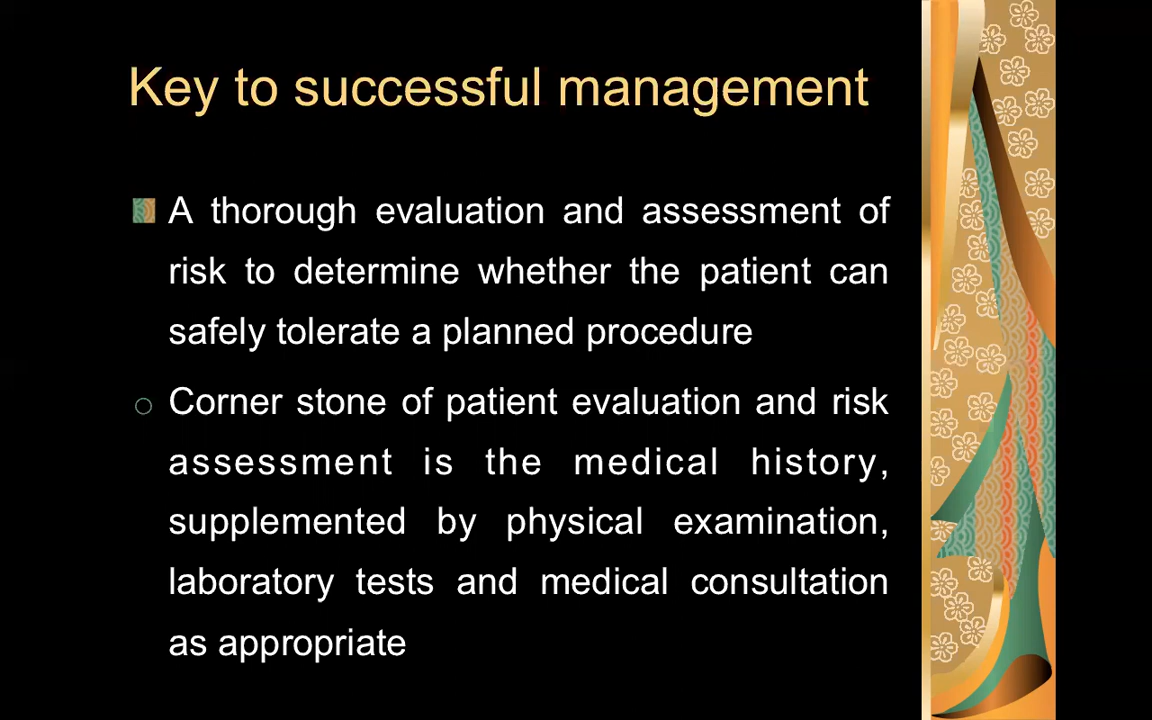 Key to successful management
A thorough evaluation and assessment of
risk to determine whether the patient can
safely tolerate a planned procedure
Corner stone of patient evaluation and risk
assessment is the medical history,
supplemented by physical examination,
laboratory tests and medical consultation
as appropriate